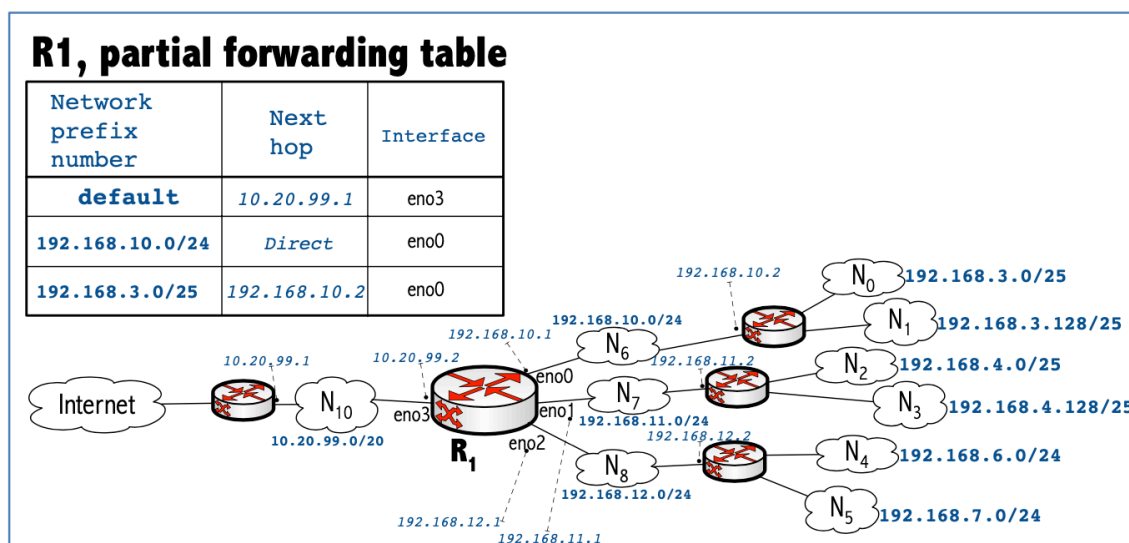 R1, partial forwarding table
Network prefix number
Next hop
Interface
default
10.20.99.1
eno3
192.168.10.0/24
Direct
eno0
192.168.3.0/25
192.168.10.2
eno0
192.168.10.2
N0
192.168.3.0/25
192.168.10.1
192.168.10.0/24
N6
N1
192.168.3.128/25
10.20.99.1
10.20.99.2
eno0
192.168.11.2
N2
192.168.4.0/25
Internet
N10
eno3
eno1
N7
N3
192.168.4.128/25
10.20.99.0/20
192.168.11.0/24
R1
eno2
192.168.12.2
N4
192.168.6.0/24
N8
192.168.12.0/24
192.168.12.1
N5
192.168.7.0/24
192.168.11.1